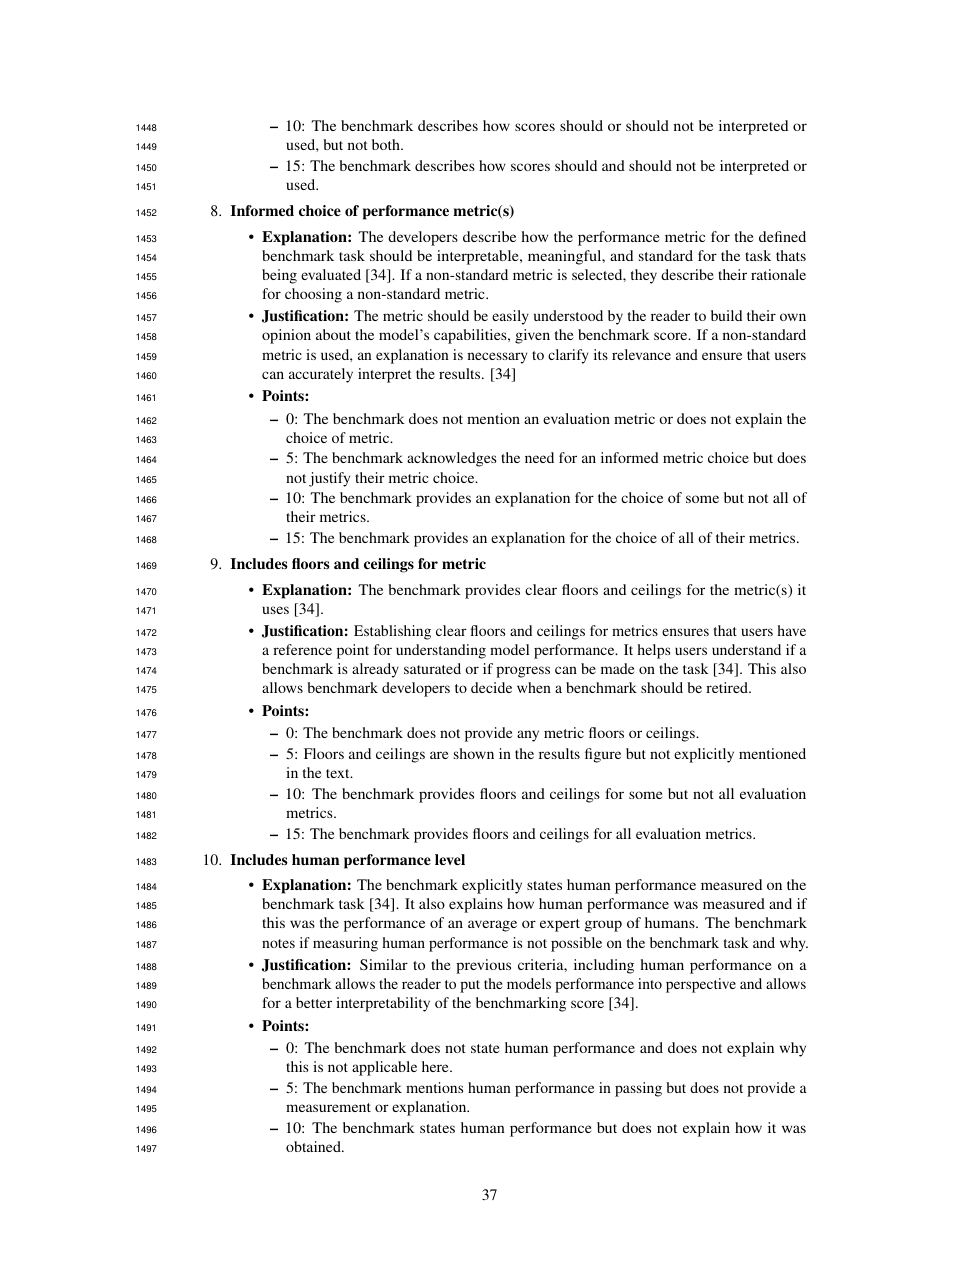 1448 – 10: The benchmark describes how scores should or should not be interpreted or
1449 used, but not both.
1450 – 15: The benchmark describes how scores should and should not be interpreted or
1451 used.
1452 8. Informed choice of performance metric(s)
1453 • Explanation: The developers describe how the performance metric for the defined
1454 benchmark task should be interpretable, meaningful, and standard for the task thats
1455 being evaluated [34]. If a non-standard metric is selected, they describe their rationale
1456 for choosing a non-standard metric.
1457 • Justification: The metric should be easily understood by the reader to build their own
1458 opinion about the model's capabilities, given the benchmark score. If a non-standard
1459 metric is used, an explanation is necessary to clarify its relevance and ensure that users
1460 can accurately interpret the results. [34]
1461 • Points:
1462 – 0: The benchmark does not mention an evaluation metric or does not explain the
1463 choice of metric.
1464 – 5: The benchmark acknowledges the need for an informed metric choice but does
1465 not justify their metric choice.
1466 – 10: The benchmark provides an explanation for the choice of some but not all of
1467 their metrics.
1468 – 15: The benchmark provides an explanation for the choice of all of their metrics.
1469 9. Includes floors and ceilings for metric
1470 • Explanation: The benchmark provides clear floors and ceilings for the metric(s) it
1471 uses [34].
1472 • Justification: Establishing clear floors and ceilings for metrics ensures that users have
1473 a reference point for understanding model performance. It helps users understand if a
1474 benchmark is already saturated or if progress can be made on the task [34]. This also
1475 allows benchmark developers to decide when a benchmark should be retired.
1476 • Points:
1477 – 0: The benchmark does not provide any metric floors or ceilings.
1478 – 5: Floors and ceilings are shown in the results figure but not explicitly mentioned
1479 in the text.
1480 – 10: The benchmark provides floors and ceilings for some but not all evaluation
1481 metrics.
1482 – 15: The benchmark provides floors and ceilings for all evaluation metrics.
1483 10. Includes human performance level
1484 • Explanation: The benchmark explicitly states human performance measured on the
1485 benchmark task [34]. It also explains how human performance was measured and if
1486 this was the performance of an average or expert group of humans. The benchmark
1487 notes if measuring human performance is not possible on the benchmark task and why.
1488 • Justification: Similar to the previous criteria, including human performance on a
1489 benchmark allows the reader to put the models performance into perspective and allows
1490 for a better interpretability of the benchmarking score [34].
1491 • Points:
1492 – 0: The benchmark does not state human performance and does not explain why
1493 this is not applicable here.
1494 – 5: The benchmark mentions human performance in passing but does not provide a
1495 measurement or explanation.
1496 – 10: The benchmark states human performance but does not explain how it was
1497 obtained.
37